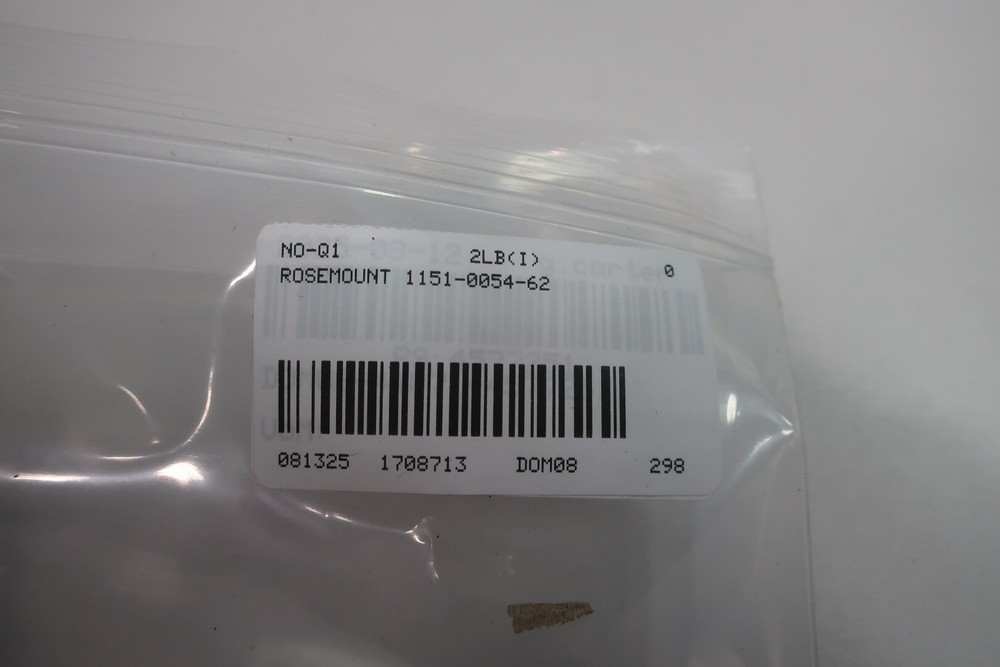 NO-Q1 2LB(I) 0
ROSEMOUNT 1151-0054-62
081325 1708713 DOM08 298